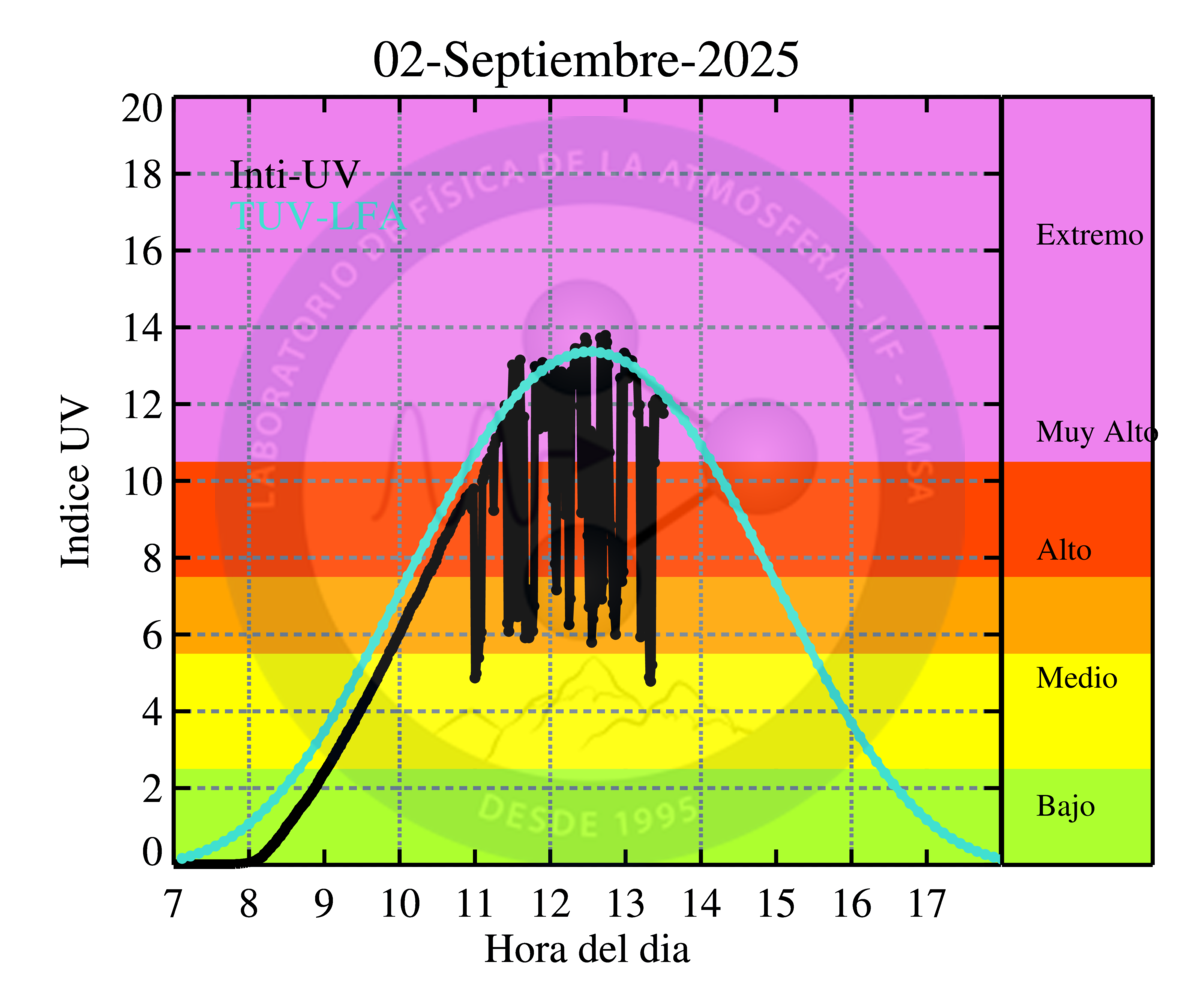 02-Septiembre-2025
Indice UV
20
18
16
14
12
10
8
6
4
2
0
Inti-UV
TUV-LFA
LABORATORIO DE FÍSICA DE LA ATMÓSFERA - IIF - UMSA
DESDE 1995
Extremo
Muy Alto
Alto
Medio
Bajo
7 8 9 10 11 12 13 14 15 16 17
Hora del dia